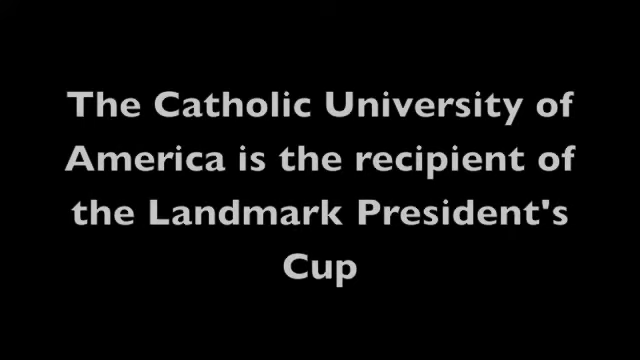 The Catholic University of
America is the recipient of
the Landmark President's
Cup